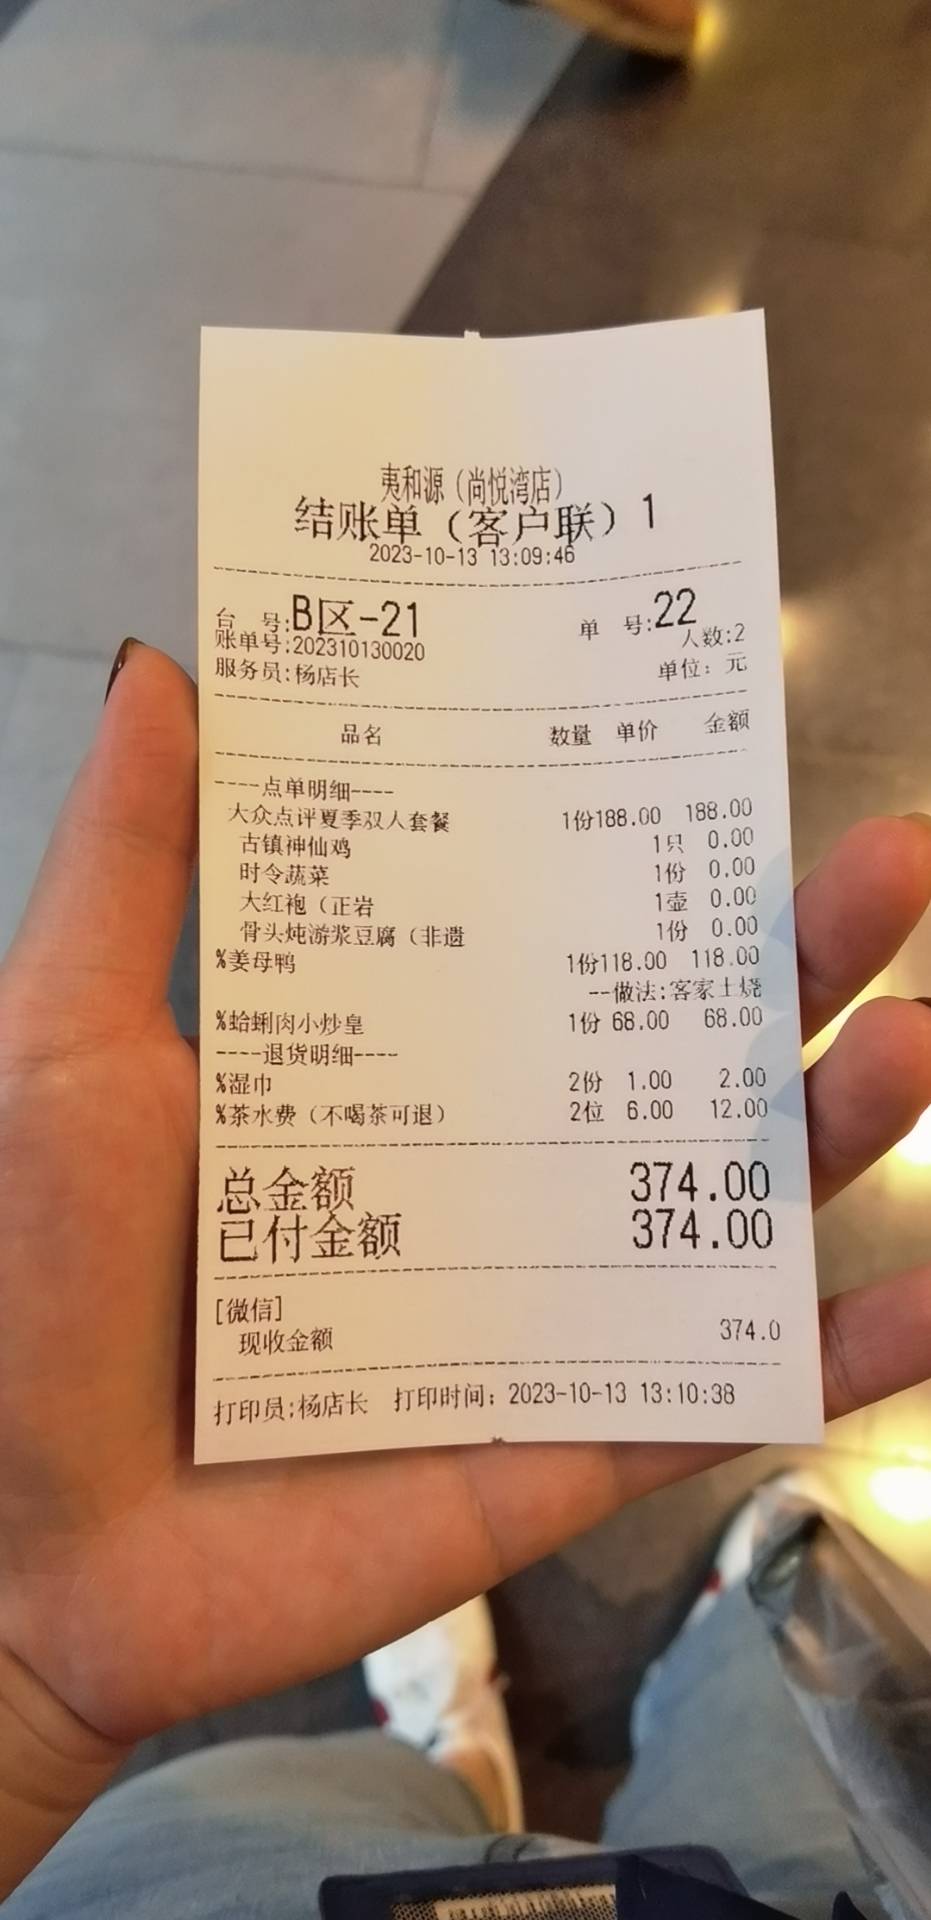 夷和源（尚悦湾店）
结账单（客户联）1
2023-10-13 13:09:46
台 号:B区-21 单 号:22
账单号:202310130020 人数:2
服务员:杨店长 单位：元
品名 数量 单价 金额
----点单明细----
大众点评夏季双人套餐 1份188.00 188.00
古镇神仙鸡 1只 0.00
时令蔬菜 1份 0.00
大红袍（正岩 1壶 0.00
骨头炖游浆豆腐（非遗 1份 0.00
%姜母鸭 1份118.00 118.00
--做法:客家土烧
%蛤蜊肉小炒皇 1份 68.00 68.00
----退货明细----
%湿巾 2份 1.00 2.00
%茶水费（不喝茶可退） 2位 6.00 12.00
总金额 374.00
已付金额 374.00
[微信]
现收金额 374.0
打印员:杨店长 打印时间：2023-10-13 13:10:38